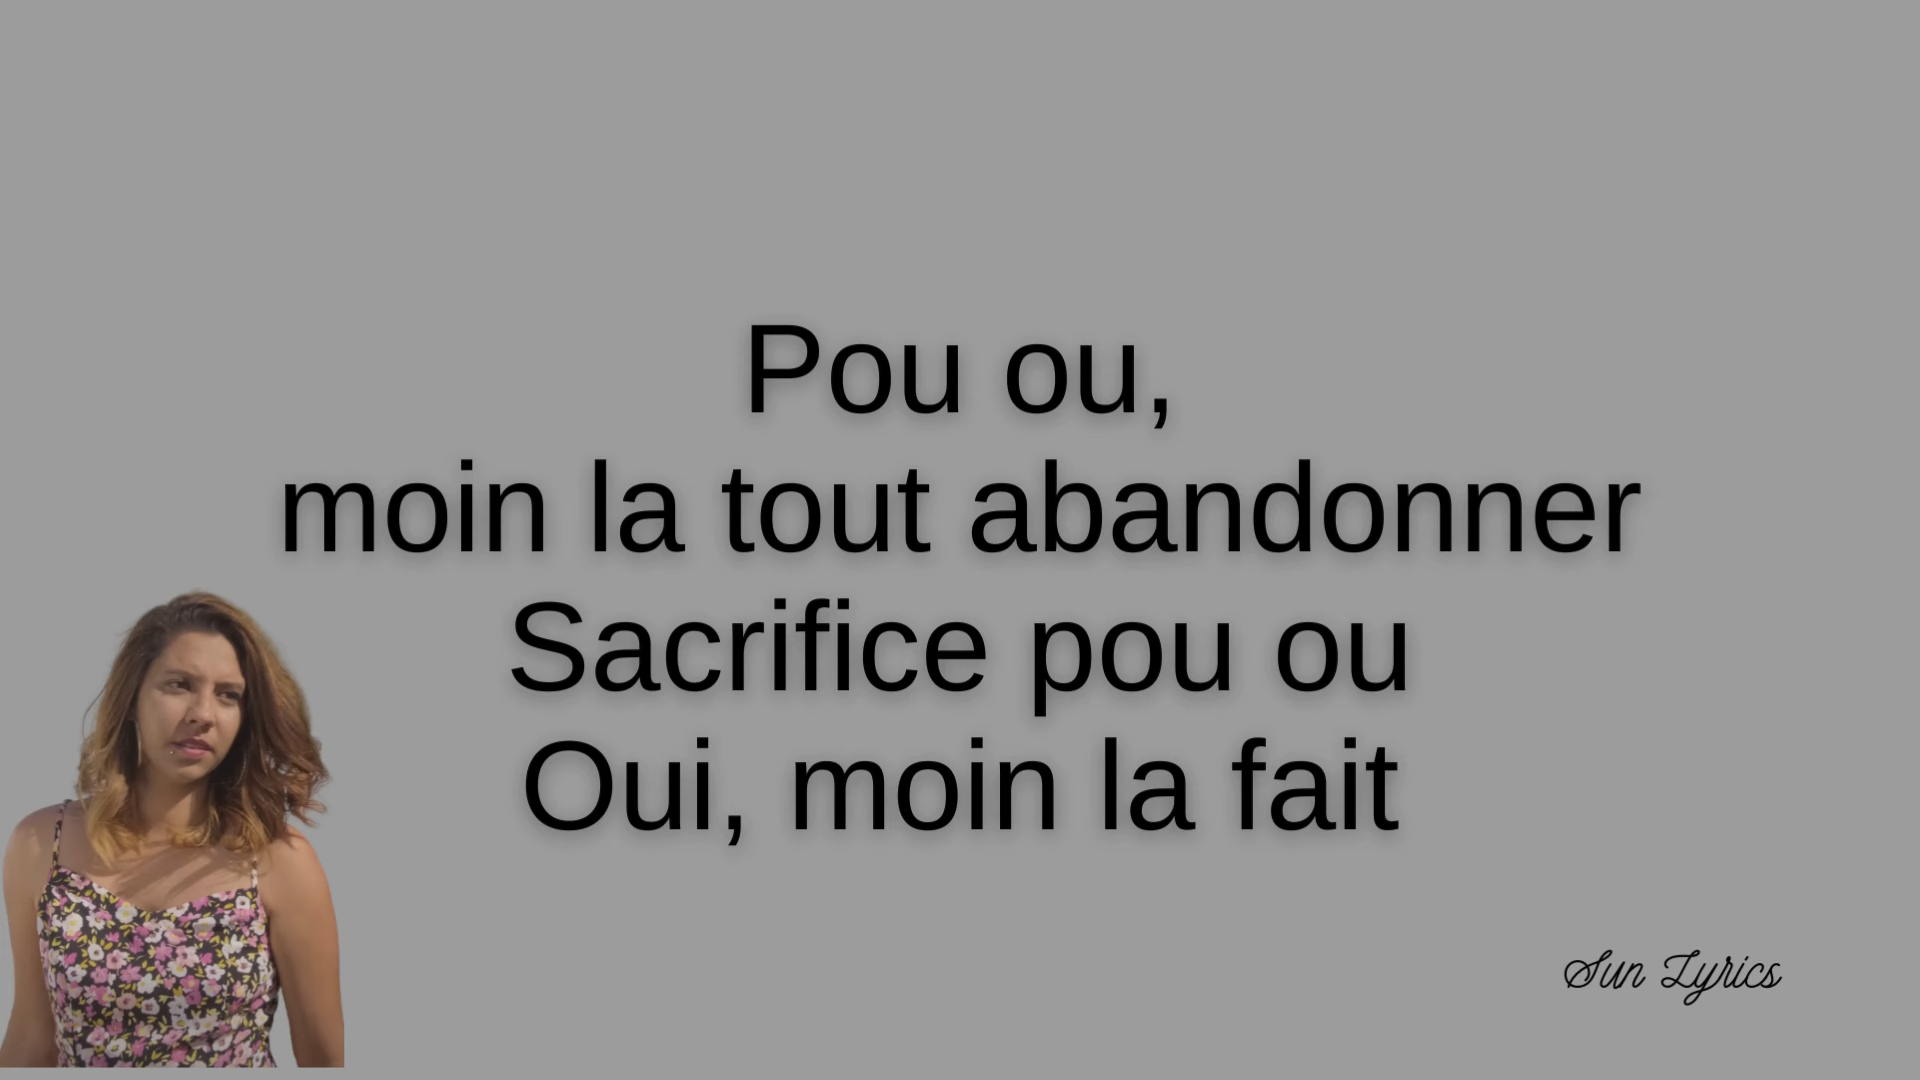 Pou ou,
moin la tout abandonner
Sacrifice pou ou
Oui, moin la fait
Sun Lyrics